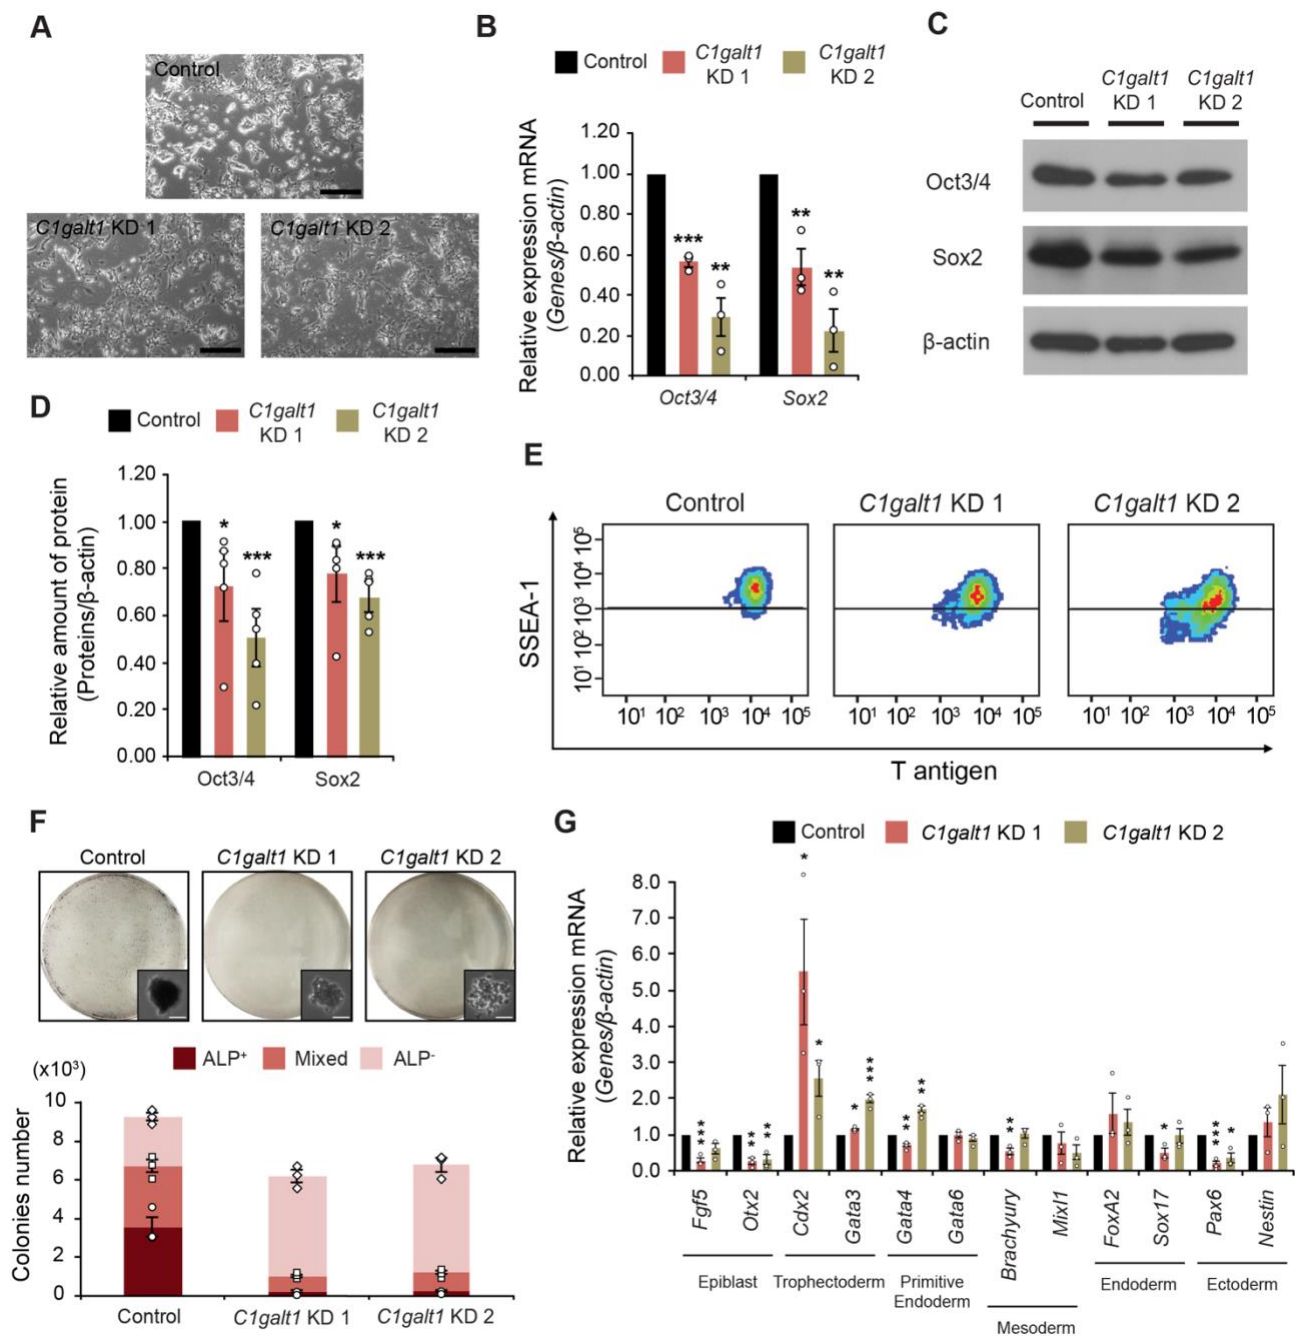 A
Control
C1galt1 KD 1
C1galt1 KD 2
B
Control
C1galt1
KD 1
C1galt1
KD 2
Relative expression mRNA
(Genes/β-actin)
1.20
1.00
0.80
0.60
0.40
0.20
0.00
***
**
**
**
Oct3/4
Sox2
C
Control
C1galt1
KD 1
C1galt1
KD 2
Oct3/4
Sox2
β-actin
D
Control
C1galt1
KD 1
C1galt1
KD 2
Relative amount of protein
(Proteins/β-actin)
1.20
1.00
0.80
0.60
0.40
0.20
0.00
*
***
*
***
Oct3/4
Sox2
E
Control
C1galt1 KD 1
C1galt1 KD 2
SSEA-1
10¹ 10² 10³ 10⁴ 10⁵
10¹ 10² 10³ 10⁴ 10⁵
10¹ 10² 10³ 10⁴ 10⁵
10¹ 10² 10³ 10⁴ 10⁵
T antigen
F
Control
C1galt1 KD 1
C1galt1 KD 2
ALP⁺
Mixed
ALP⁻
(x10³)
Colonies number
10
8
6
4
2
0
Control
C1galt1 KD 1
C1galt1 KD 2
G
Control
C1galt1 KD 1
C1galt1 KD 2
Relative expression mRNA
(Genes/β-actin)
8.0
7.0
6.0
5.0
4.0
3.0
2.0
1.0
0.0
***
**
**
*
*
*
***
**
**
**
*
***
*
Fgf5
Otx2
Cdx2
Gata3
Gata4
Gata6
Brachyury
Mixl1
FoxA2
Sox17
Pax6
Nestin
Epiblast
Trophectoderm
Primitive
Endoderm
Mesoderm
Endoderm
Ectoderm